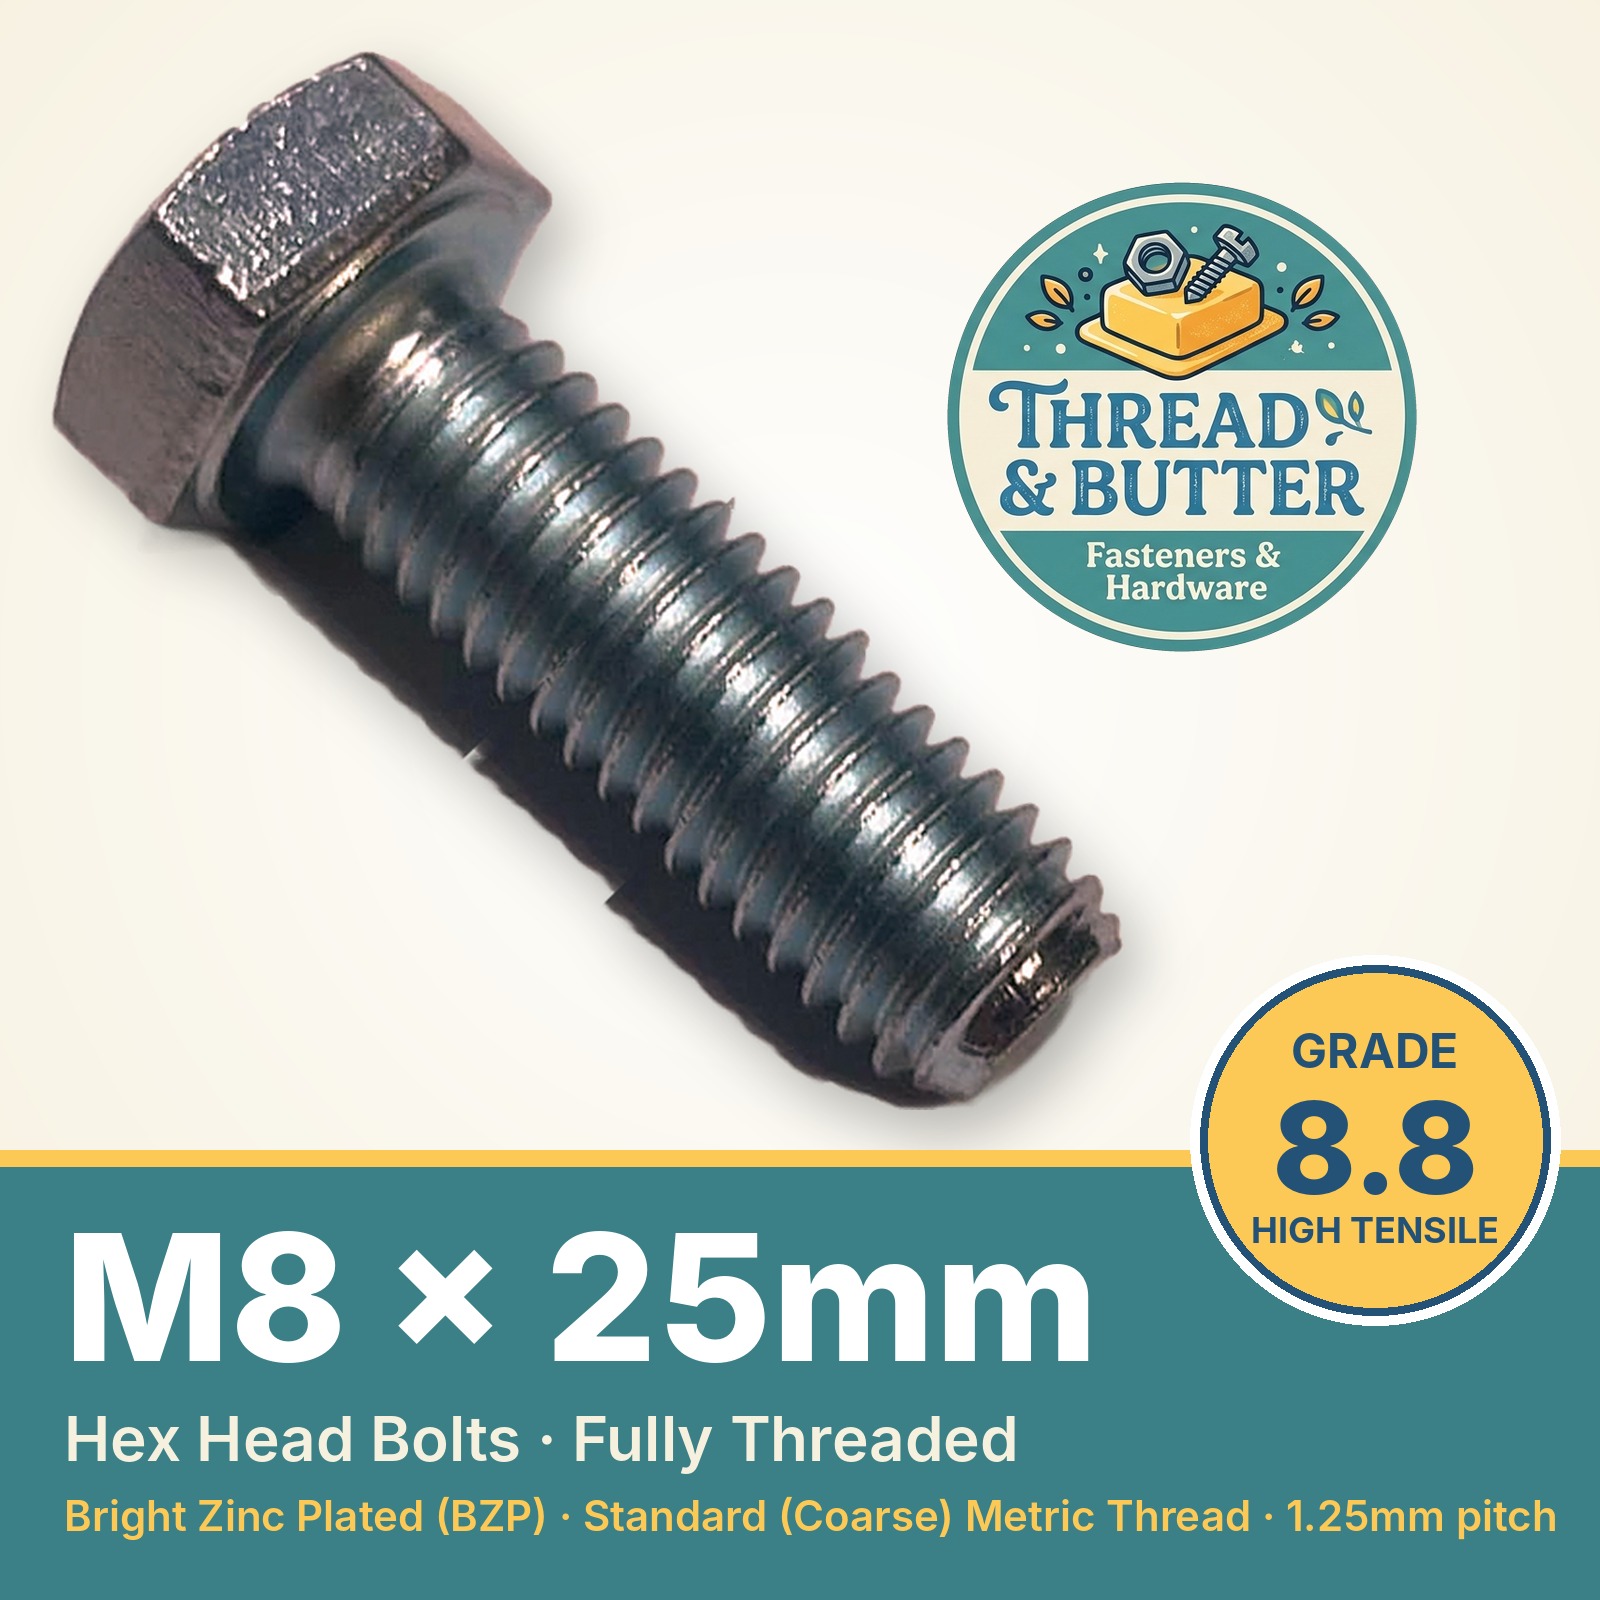 THREAD
& BUTTER
Fasteners &
Hardware
GRADE
8.8
HIGH TENSILE
M8 × 25mm
Hex Head Bolts · Fully Threaded
Bright Zinc Plated (BZP) · Standard (Coarse) Metric Thread · 1.25mm pitch